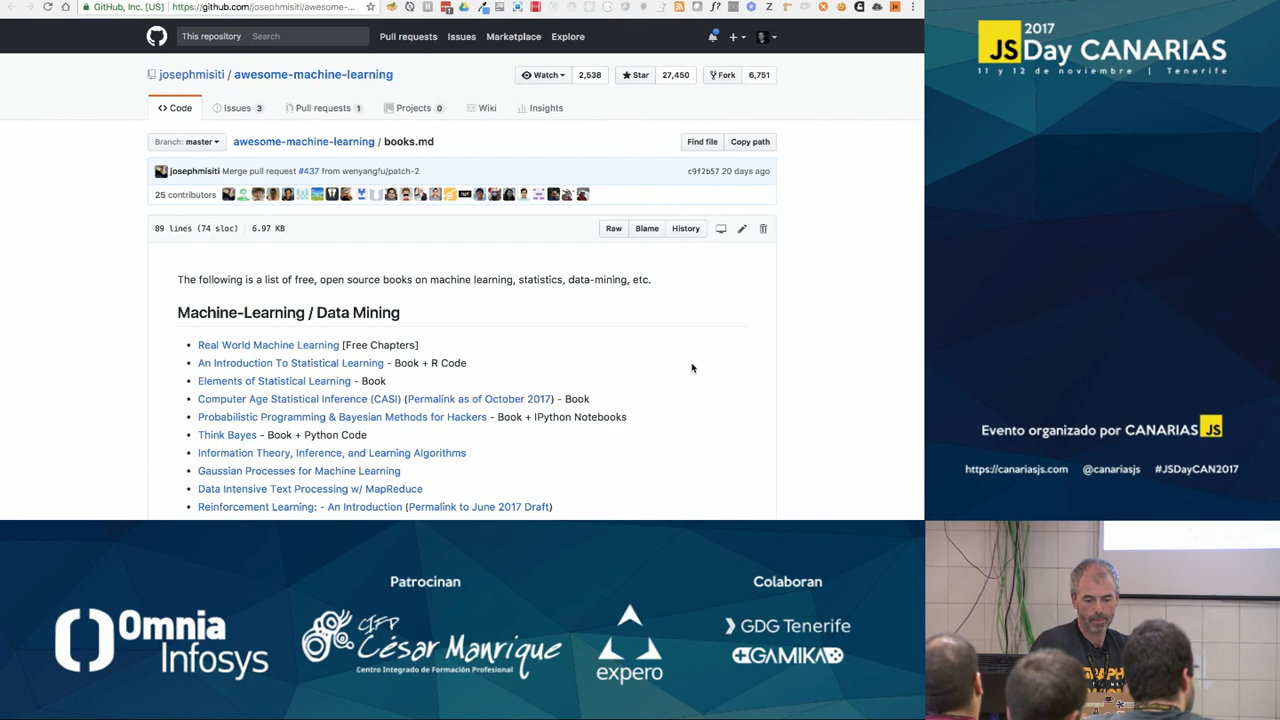 GitHub, Inc. [US]
https://github.com/josephmisiti/awesome-...
This repository
Search
Pull requests
Issues
Marketplace
Explore
josephmisiti / awesome-machine-learning
Watch
2,538
Star
27,450
Fork
6,751
Code
Issues 3
Pull requests 1
Projects 0
Wiki
Insights
Branch: master
awesome-machine-learning / books.md
Find file
Copy path
josephmisiti Merge pull request #437 from wenyangfu/patch-2
c9f2b57 20 days ago
25 contributors
89 lines (74 sloc)
6.97 KB
Raw
Blame
History
The following is a list of free, open source books on machine learning, statistics, data-mining, etc.
Machine-Learning / Data Mining
Real World Machine Learning [Free Chapters]
An Introduction To Statistical Learning - Book + R Code
Elements of Statistical Learning - Book
Computer Age Statistical Inference (CASI) (Permalink as of October 2017) - Book
Probabilistic Programming & Bayesian Methods for Hackers - Book + IPython Notebooks
Think Bayes - Book + Python Code
Information Theory, Inference, and Learning Algorithms
Gaussian Processes for Machine Learning
Data Intensive Text Processing w/ MapReduce
Reinforcement Learning: - An Introduction (Permalink to June 2017 Draft)
2017
JSDay CANARIAS
11 y 12 de noviembre | Tenerife
Evento organizado por CANARIAS JS
https://canariasjs.com
@canariasjs
#JSDayCAN2017
Patrocinan
Colaboran
Omnia
Infosys
CIFP
César Manrique
Centro Integrado de Formación Profesional
expero
GDG Tenerife
GAMIKA